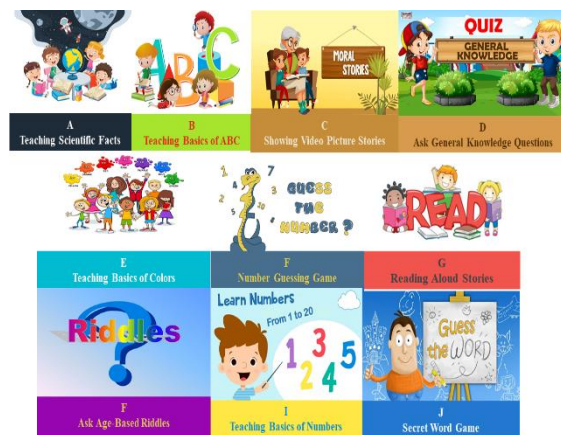 QUIZ
GENERAL
KNOWLEDGE
MORAL
STORIES
ABC
A
Teaching Scientific Facts
B
Teaching Basics of ABC
C
Showing Video Picture Stories
D
Ask General Knowledge Questions
1
7
GUESS
THE
NUMBER ?
READ
E
Teaching Basics of Colors
F
Number Guessing Game
G
Reading Aloud Stories
Riddles
Learn Numbers
From 1 to 20
1 2 3 4 5
Guess
the WORD
F
Ask Age-Based Riddles
I
Teaching Basics of Numbers
J
Secret Word Game